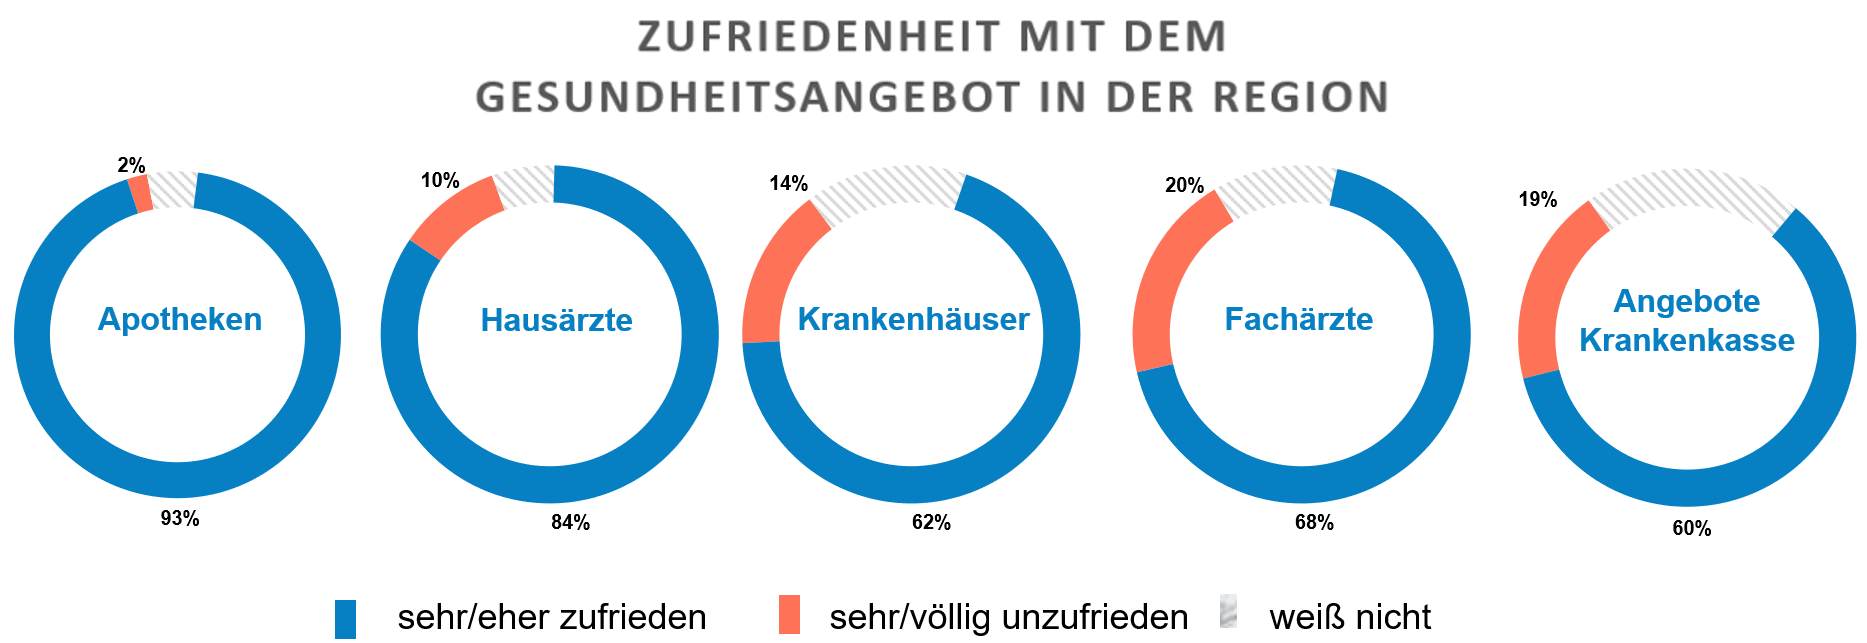 ZUFRIEDENHEIT MIT DEM
GESUNDHEITSANGEBOT IN DER REGION
2%
Apotheken
93%
10%
Hausärzte
84%
14%
Krankenhäuser
62%
20%
Fachärzte
68%
19%
Angebote
Krankenkasse
60%
sehr/eher zufrieden
sehr/völlig unzufrieden
weiß nicht